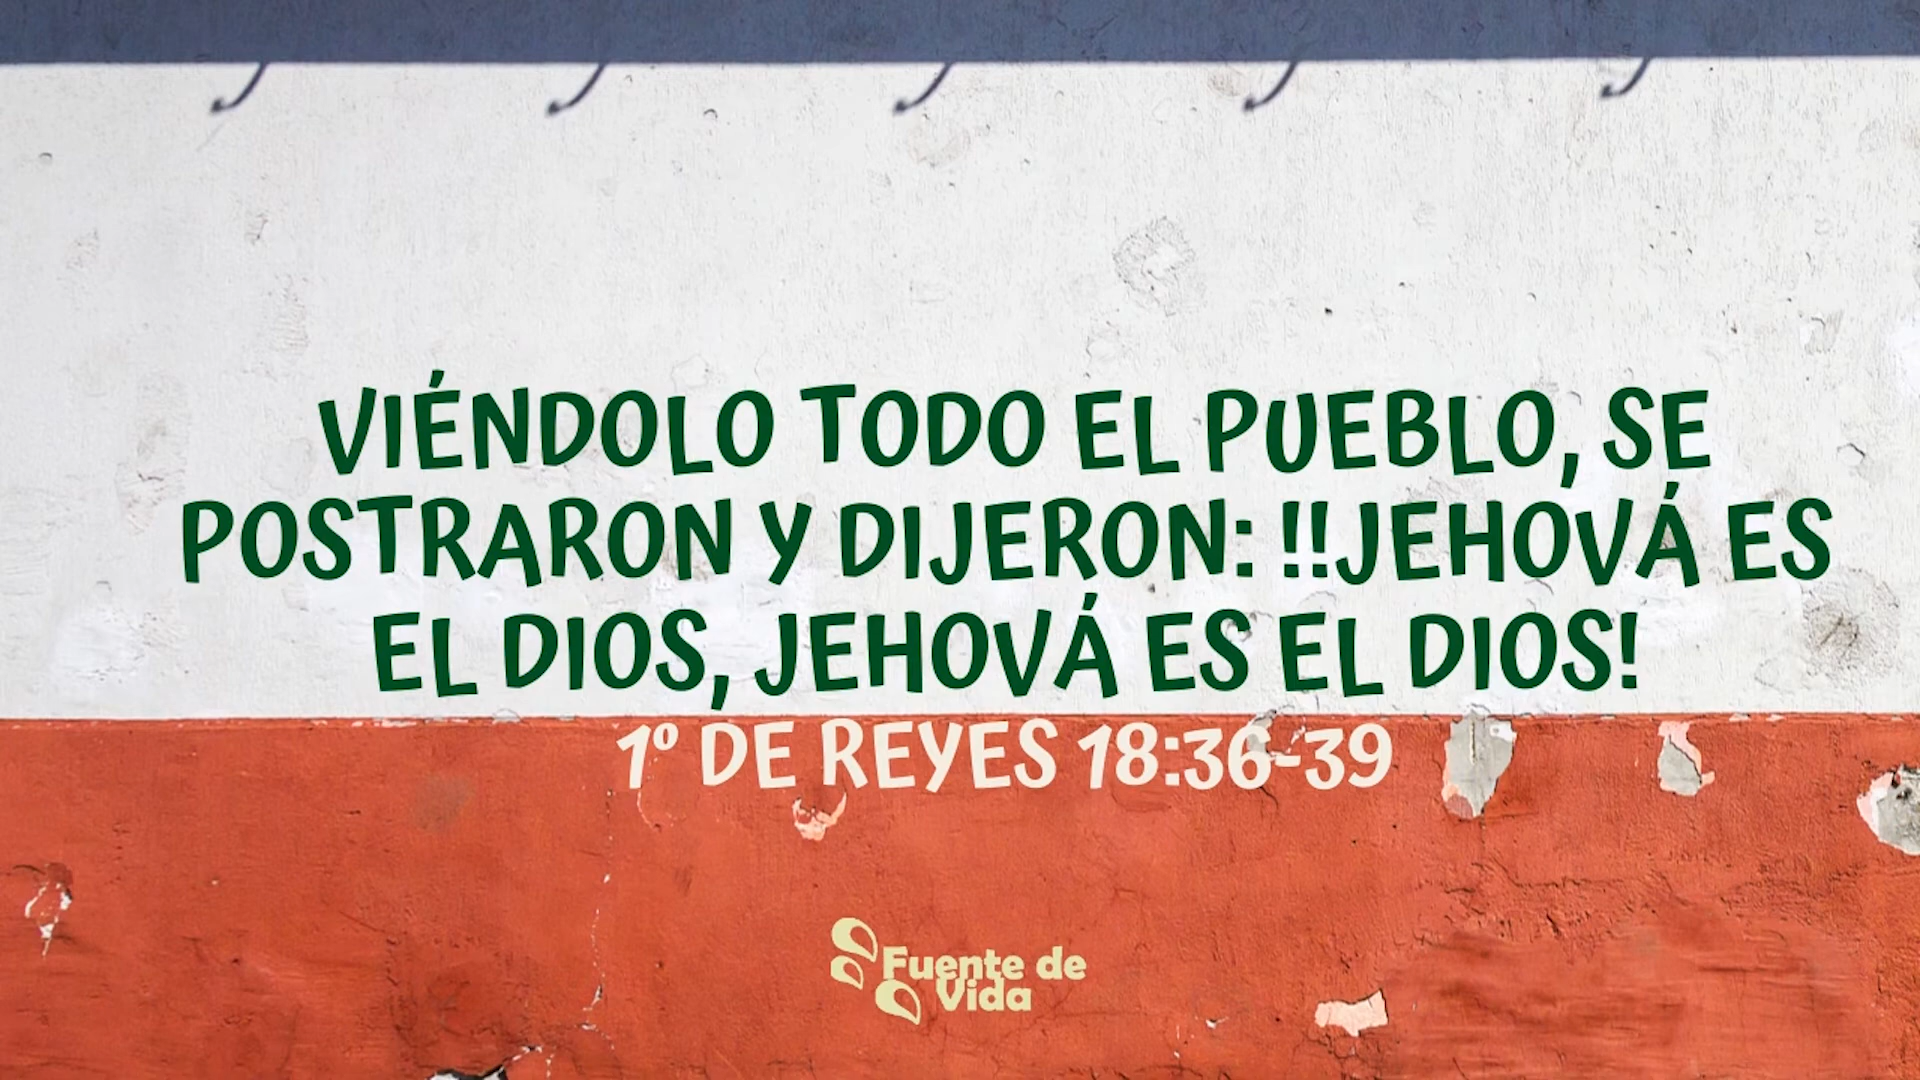 VIÉNDOLO TODO EL PUEBLO, SE
POSTRARON Y DIJERON: !!JEHOVÁ ES
EL DIOS, JEHOVÁ ES EL DIOS!
1º DE REYES 18:36-39
Fuente de
Vida